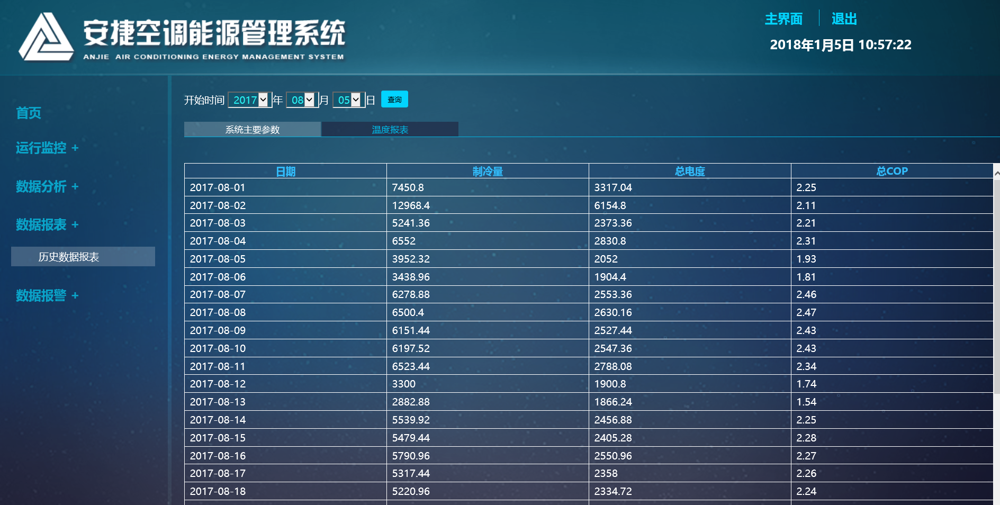 安捷空调能源管理系统
ANJIE AIR CONDITIONING ENERGY MANAGEMENT SYSTEM
主界面 退出
2018年1月5日 10:57:22
首页
运行监控 +
数据分析 +
数据报表 +
历史数据报表
数据报警 +
开始时间 2017 年 08 月 05 日 查询
系统主要参数 温度报表
日期 制冷量 总电度 总COP
2017-08-01 7450.8 3317.04 2.25
2017-08-02 12968.4 6154.8 2.11
2017-08-03 5241.36 2373.36 2.21
2017-08-04 6552 2830.8 2.31
2017-08-05 3952.32 2052 1.93
2017-08-06 3438.96 1904.4 1.81
2017-08-07 6278.88 2553.36 2.46
2017-08-08 6500.4 2630.16 2.47
2017-08-09 6151.44 2527.44 2.43
2017-08-10 6197.52 2547.36 2.43
2017-08-11 6523.44 2788.08 2.34
2017-08-12 3300 1900.8 1.74
2017-08-13 2882.88 1866.24 1.54
2017-08-14 5539.92 2456.88 2.25
2017-08-15 5479.44 2405.28 2.28
2017-08-16 5790.96 2550.96 2.27
2017-08-17 5317.44 2358 2.26
2017-08-18 5220.96 2334.72 2.24